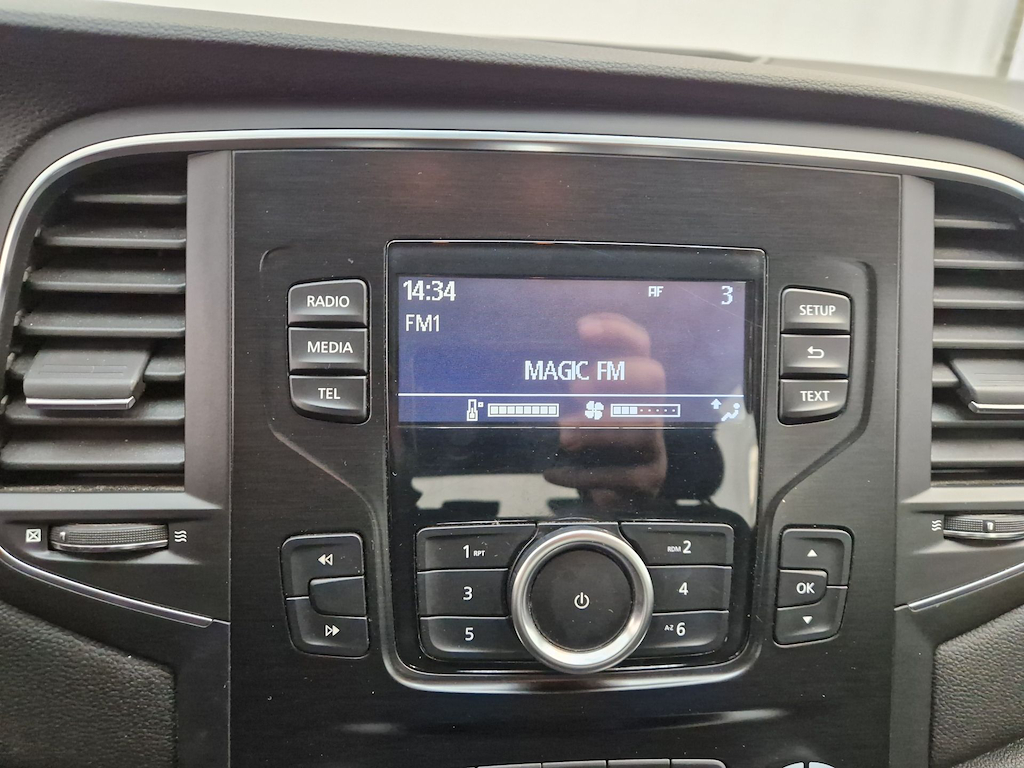 14:34 AF 3
FM1
MAGIC FM
RADIO
MEDIA
TEL
SETUP
TEXT
1 RPT
RDM 2
3
4
5
A-Z 6
OK